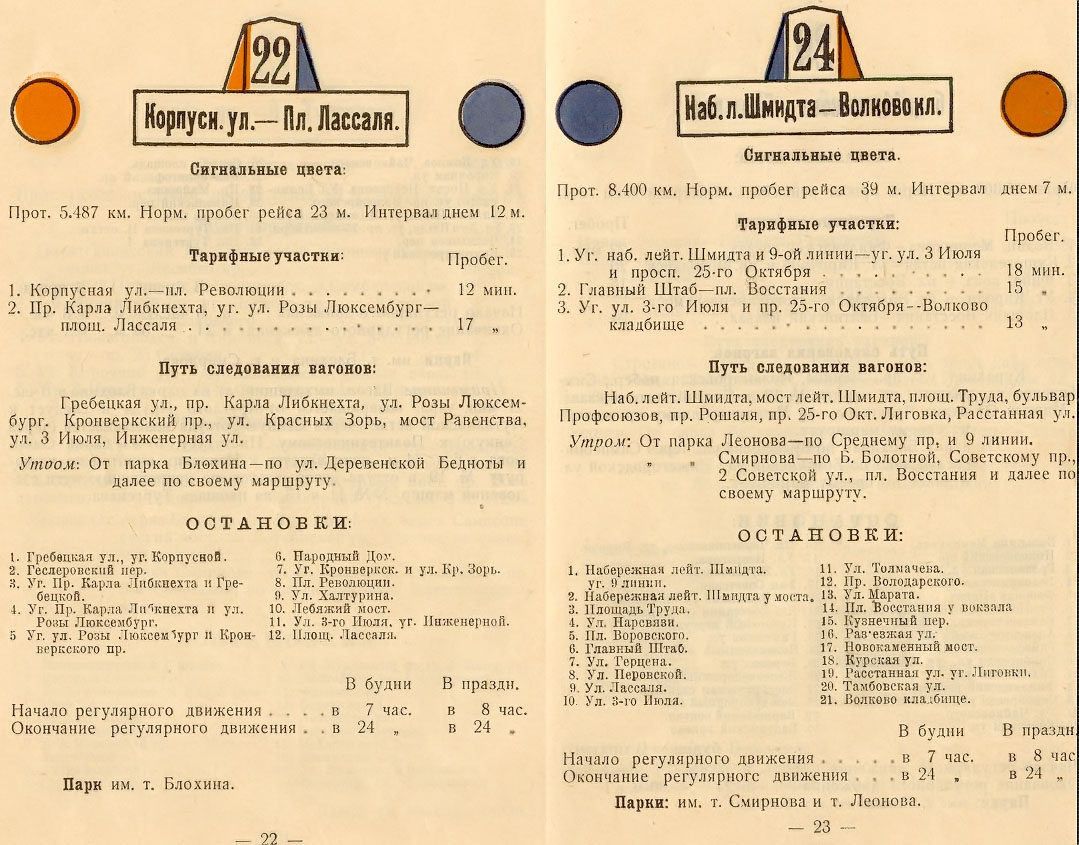 22
Корпусн. ул.— Пл. Лассаля.
Сигнальные цвета:
Прот. 5.487 км. Норм. пробег рейса 23 м. Интервал днем 12 м.
Тарифные участки:
Пробег.
1. Корпусная ул.—пл. Революции . . . . . . . . 12 мин.
2. Пр. Карла Либкнехта, уг. ул. Розы Люксембург—
площ. Лассаля . . . . . . . . . . . . . 17 „
Путь следования вагонов:
Гребецкая ул., пр. Карла Либкнехта, ул. Розы Люксем-
бург. Кронверкский пр., ул. Красных Зорь, мост Равенства,
ул. 3 Июля, Инженерная ул.
Утром: От парка Блохина—по ул. Деревенской Бедноты и
далее по своему маршруту.
ОСТАНОВКИ:
1. Гребецкая ул., уг. Корпусной.
2. Геслеровский пер.
3. Уг. Пр. Карла Либкнехта и Гре-
бецкой.
4. Уг. Пр. Карла Либкнехта и ул.
Розы Люксембург.
5 Уг. ул. Розы Люксембург и Крон-
веркского пр.
6. Народный Дом.
7. Уг. Кронверкск. и ул. Кр. Зорь.
8. Пл. Революции.
9. Ул. Халтурина.
10. Лебяжий мост.
11. Ул. 3-го Июля, уг. Инженерной.
12. Площ. Лассаля.
В будни В праздн.
Начало регулярного движения . . . . в 7 час. в 8 час.
Окончание регулярного движения . . в 24 „ в 24 „
Парк им. т. Блохина.
— 22 —
24
Наб. л. Шмидта—Волково кл.
Сигнальные цвета.
Прот. 8.400 км. Норм. пробег рейса 39 м. Интервал днем 7 м.
Тарифные участки:
Пробег.
1. Уг. наб. лейт. Шмидта и 9-ой линии—уг. ул. 3 Июля
и просп. 25-го Октября . . . . . . . . . . 18 мин.
2. Главный Штаб—пл. Восстания . . . . . . . . . 15 „
3. Уг. ул. 3-го Июля и пр. 25-го Октября--Волково
кладбище . . . . . . . . . . . . . . . . 13 „
Путь следования вагонов:
Наб. лейт. Шмидта, мост лейт. Шмидта, площ. Труда, бульвар
Профсоюзов, пр. Рошаля, пр. 25-го Окт. Лиговка, Расстанная ул.
Утром: От парка Леонова—по Среднему пр. и 9 линии.
„ „ Смирнова—по Б. Болотной, Советскому пр.,
2 Советской ул., пл. Восстания и далее по
своему маршруту.
ОСТАНОВКИ:
1. Набережная лейт. Шмидта,
уг. 9 линии.
2. Набережная лейт. Шмидта у моста.
3. Площадь Труда.
4. Ул. Нарсвязи.
5. Пл. Воровского.
6. Главный Штаб.
7. Ул. Герцена.
8. Ул. Перовской.
9. Ул. Лассаля.
10. Ул. 3-го Июля.
11. Ул. Толмачева.
12. Пр. Володарского.
13. Ул. Марата.
14. Пл. Восстания у вокзала
15. Кузнечный пер.
16. Разъезжая ул.
17. Новокаменный мост.
18. Курская ул.
19. Расстанная ул. уг. Лиговки,
20. Тамбовская ул.
21. Волково кладбище.
В будни В праздн.
Начало регулярного движения . . . . . в 7 час. в 8 час
Окончание регулярного движения . . . в 24 „ в 24 „
Парки: им. т. Смирнова и т. Леонова.
— 23 —